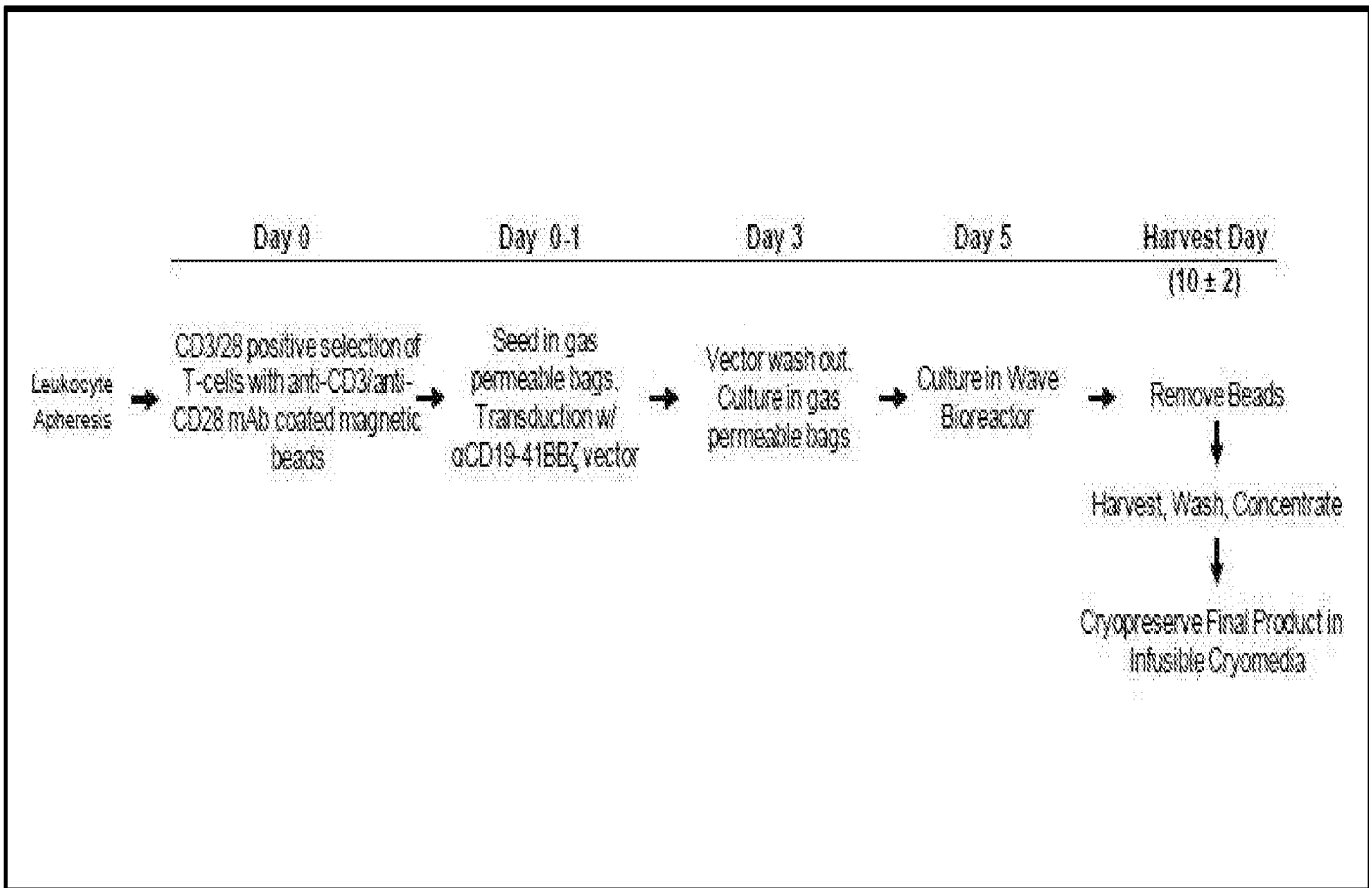 Day 0
Day 0-1
Day 3
Day 5
Harvest Day
(10 ± 2)
Leukocyte
Apheresis
CD3/28 positive selection of
T-cells with anti-CD3/anti-
CD28 mAb coated magnetic
beads
Seed in gas
permeable bags.
Transduction w/
αCD19-41BBζ vector
Vector wash out.
Culture in gas
permeable bags
Culture in Wave
Bioreactor
Remove Beads
Harvest, Wash, Concentrate
Cryopreserve Final Product in
Infusible Cryomedia